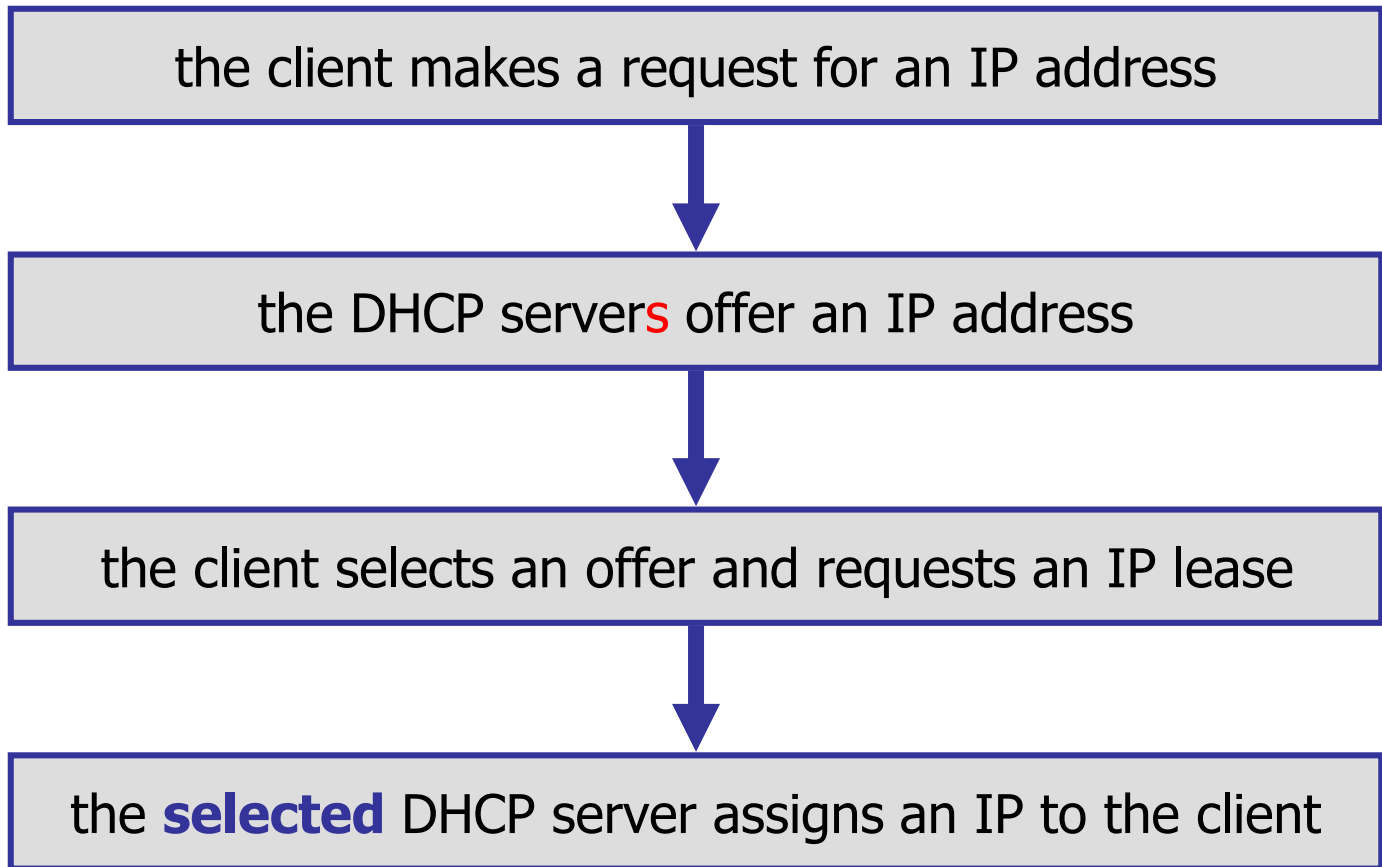 the client makes a request for an IP address
the DHCP servers offer an IP address
the client selects an offer and requests an IP lease
the selected DHCP server assigns an IP to the client